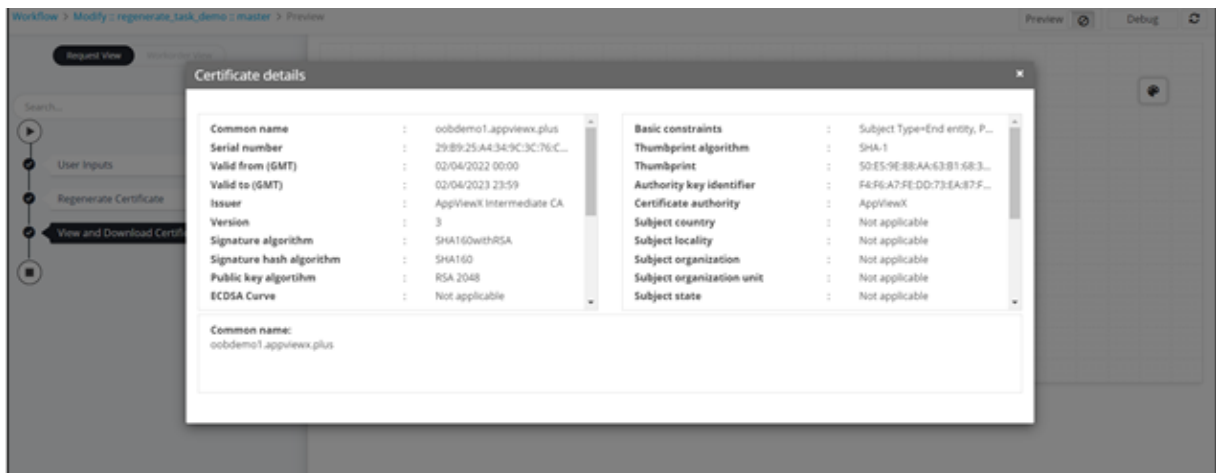 Workflow > Modify :: regenerate_task_demo :: master > Preview
Preview
Debug
Request View
Search...
User Inputs
Regenerate Certificate
View and Download Certifi
Certificate details
×
Common name : oobdemo1.appviewx.plus
Serial number : 29:B9:25:A4:34:9C:3C:76:C...
Valid from (GMT) : 02/04/2022 00:00
Valid to (GMT) : 02/04/2023 23:59
Issuer : AppViewX Intermediate CA
Version : 3
Signature algorithm : SHA160withRSA
Signature hash algorithm : SHA160
Public key algortihm : RSA 2048
ECDSA Curve : Not applicable
Basic constraints : Subject Type=End entity, P...
Thumbprint algorithm : SHA-1
Thumbprint : 50:E5:9E:88:AA:63:B1:68:3...
Authority key identifier : F4:F6:A7:FE:DD:73:EA:87:F...
Certificate authority : AppViewX
Subject country : Not applicable
Subject locality : Not applicable
Subject organization : Not applicable
Subject organization unit : Not applicable
Subject state : Not applicable
Common name:
oobdemo1.appviewx.plus